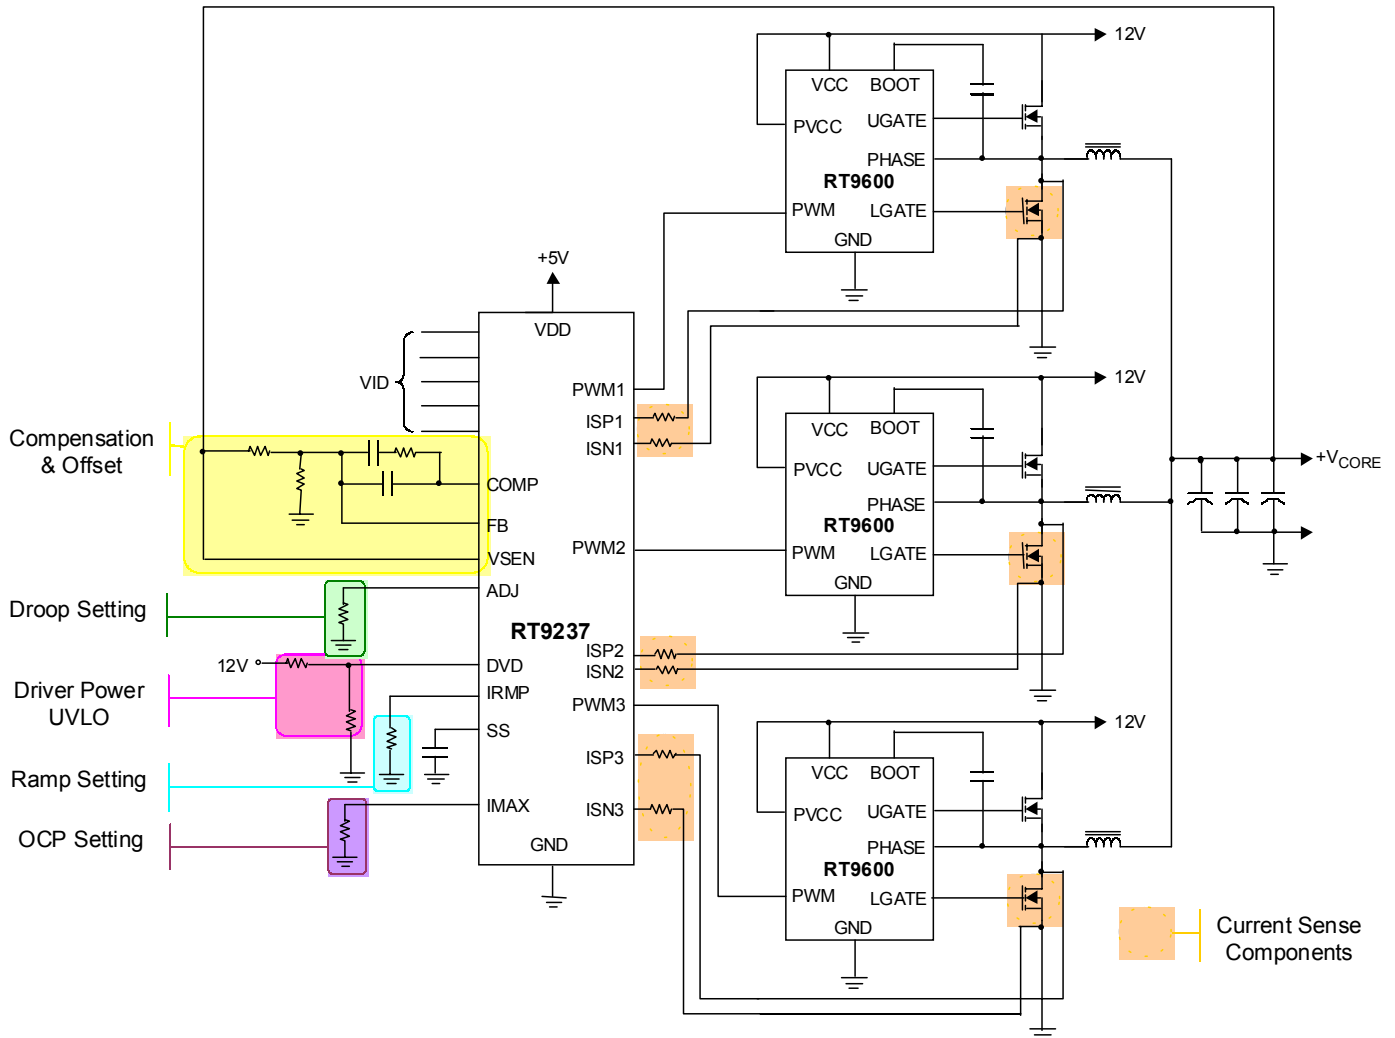 12V
VCC
BOOT
PVCC
UGATE
PHASE
RT9600
PWM
LGATE
GND
+5V
VDD
VID
PWM1
ISP1
ISN1
12V
VCC
BOOT
PVCC
UGATE
PHASE
RT9600
PWM
LGATE
GND
+VCORE
Compensation
& Offset
COMP
FB
VSEN
PWM2
ADJ
Droop Setting
RT9237
ISP2
ISN2
12V
DVD
Driver Power
UVLO
IRMP
PWM3
SS
Ramp Setting
ISP3
IMAX
ISN3
OCP Setting
GND
12V
VCC
BOOT
PVCC
UGATE
PHASE
RT9600
PWM
LGATE
GND
Current Sense
Components